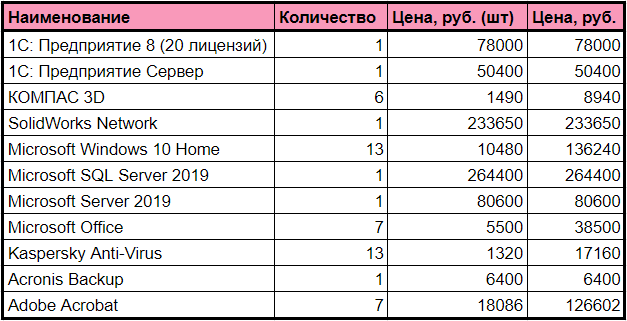 Наименование Количество Цена, руб. (шт) Цена, руб.
1С: Предприятие 8 (20 лицензий) 1 78000 78000
1С: Предприятие Сервер 1 50400 50400
КОМПАС 3D 6 1490 8940
SolidWorks Network 1 233650 233650
Microsoft Windows 10 Home 13 10480 136240
Microsoft SQL Server 2019 1 264400 264400
Microsoft Server 2019 1 80600 80600
Microsoft Office 7 5500 38500
Kaspersky Anti-Virus 13 1320 17160
Acronis Backup 1 6400 6400
Adobe Acrobat 7 18086 126602